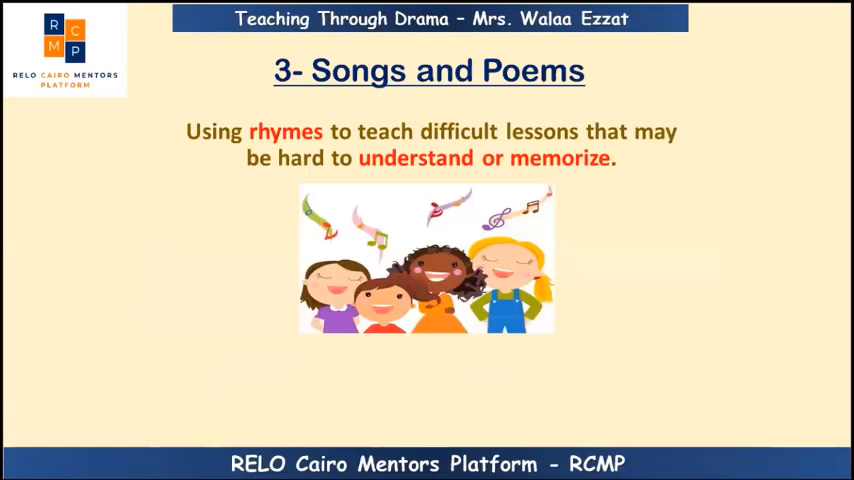 Teaching Through Drama – Mrs. Walaa Ezzat
R
C
M
P
RELO CAIRO MENTORS
PLATFORM
3- Songs and Poems
Using rhymes to teach difficult lessons that may
be hard to understand or memorize.
RELO Cairo Mentors Platform - RCMP